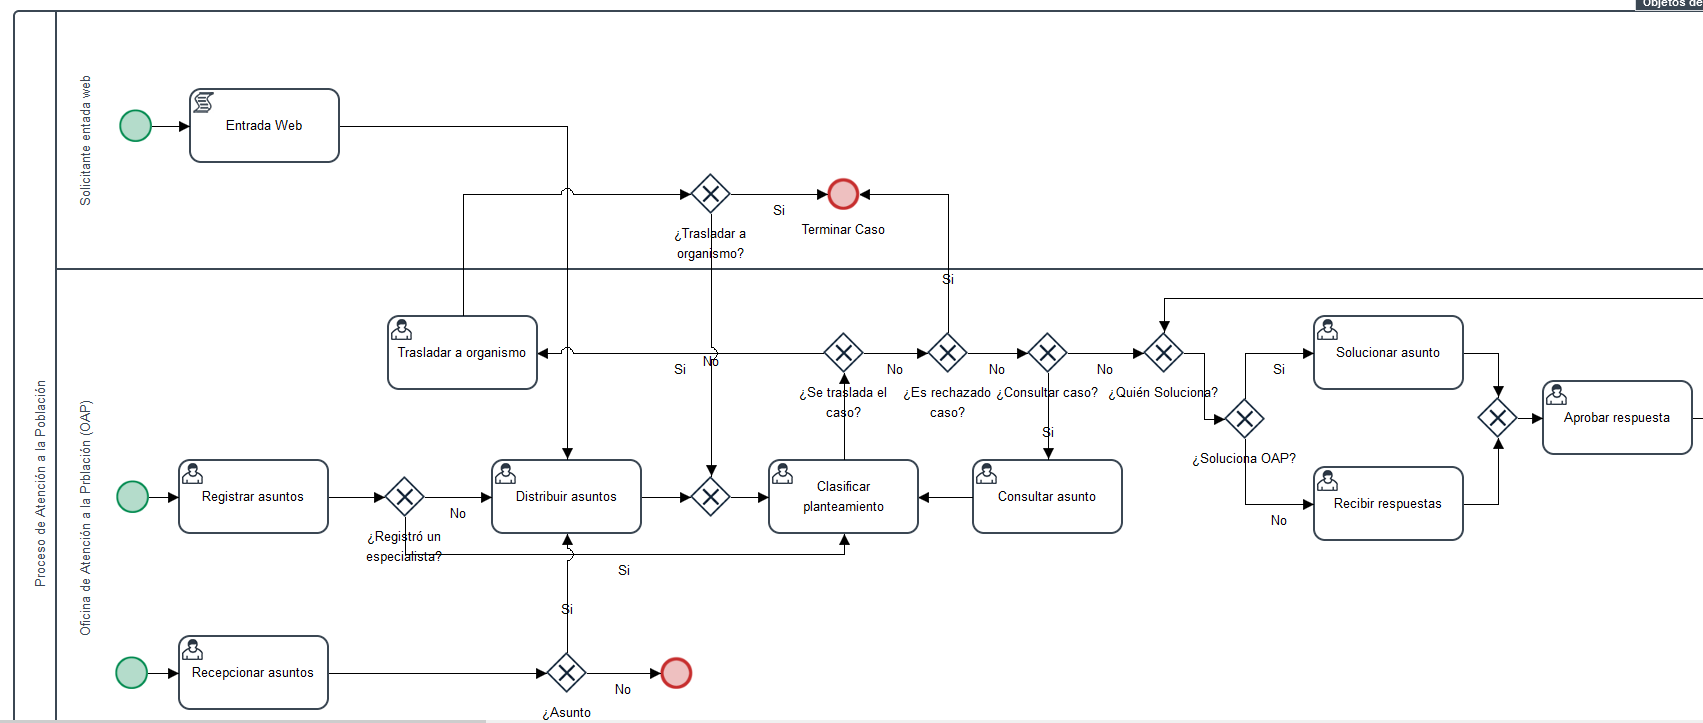 Objetos de
Proceso de Atención a la Población
Solicitante entada web
Entrada Web
¿Trasladar a
organismo?
Si
Terminar Caso
No
Si
Oficina de Atención a la Prblación (OAP)
Trasladar a organismo
Si
¿Se traslada el
caso?
No
¿Es rechazado
caso?
No
¿Consultar caso?
No
¿Quién Soluciona?
Si
Si
Solucionar asunto
¿Soluciona OAP?
No
Recibir respuestas
Aprobar respuesta
Registrar asuntos
¿Registró un
especialista?
No
Si
Distribuir asuntos
Clasificar
planteamiento
Consultar asunto
Recepcionar asuntos
Si
No
¿Asunto